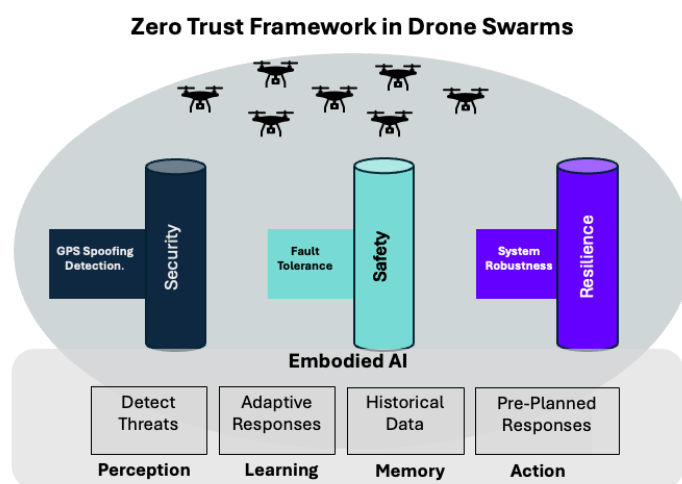 Zero Trust Framework in Drone Swarms
GPS Spoofing
Detection.
Security
Fault
Tolerance
Safety
System
Robustness
Resilience
Embodied AI
Detect
Threats
Adaptive
Responses
Historical
Data
Pre-Planned
Responses
Perception
Learning
Memory
Action